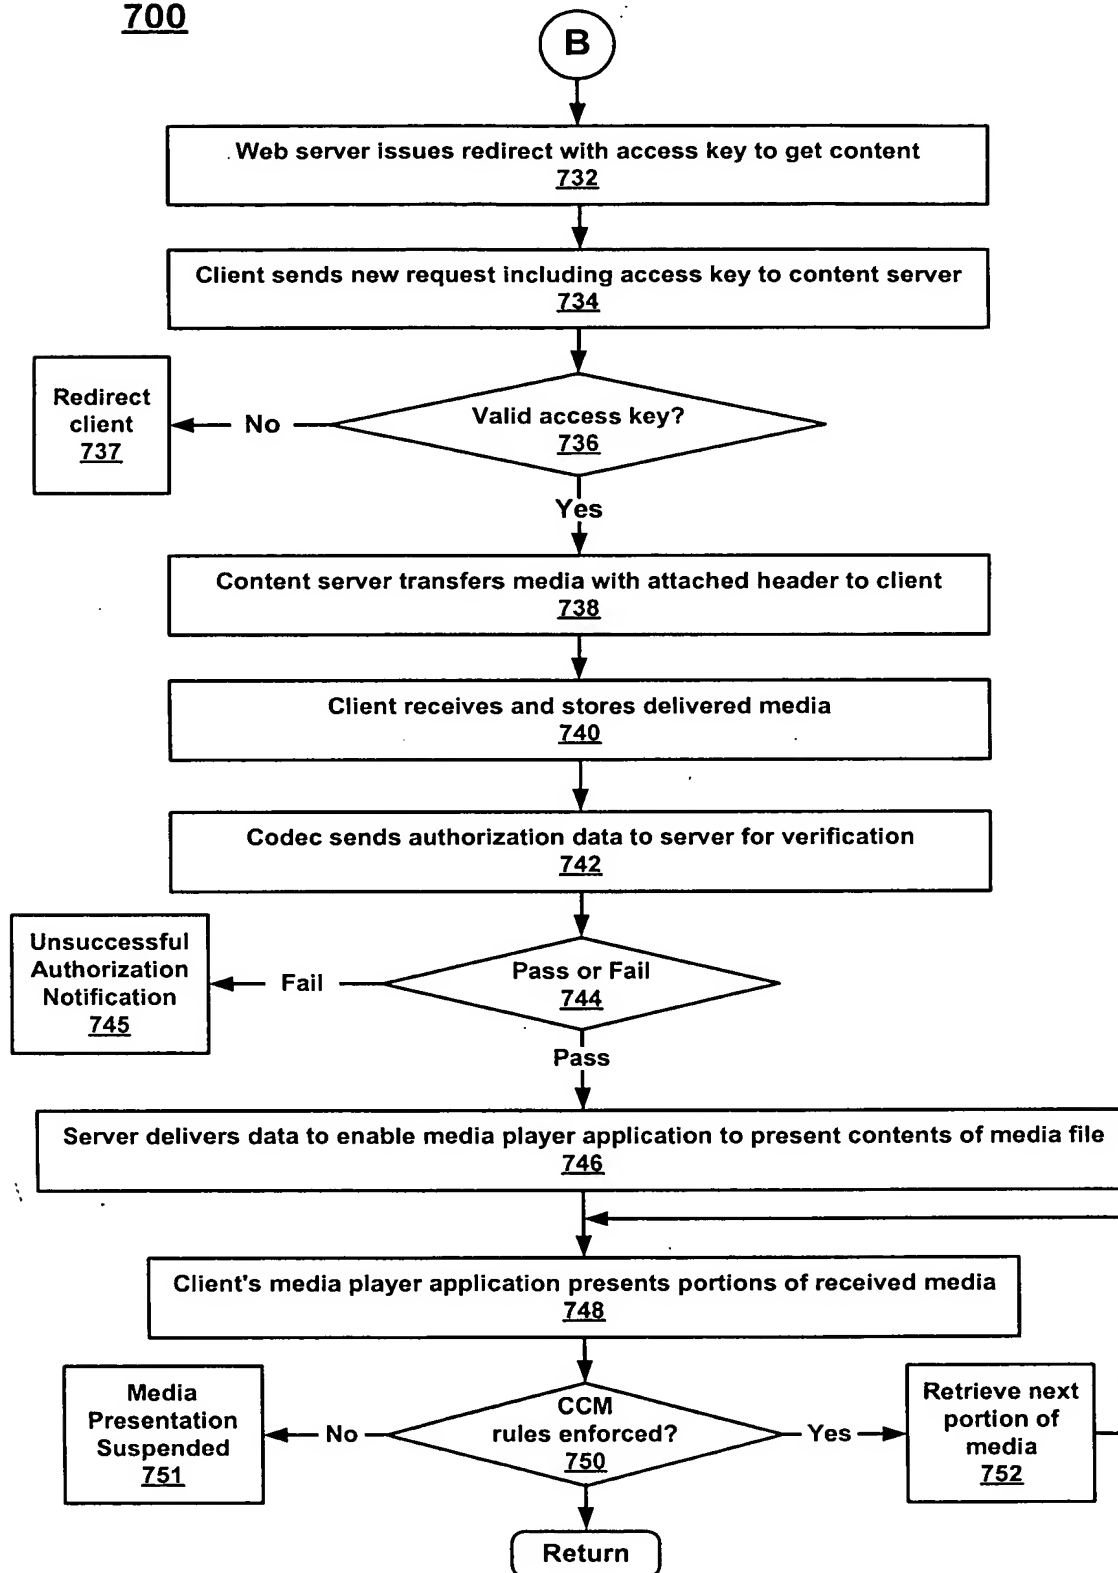 700
B
Web server issues redirect with access key to get content
732
Client sends new request including access key to content server
734
Redirect
client
737
No
Valid access key?
736
Yes
Content server transfers media with attached header to client
738
Client receives and stores delivered media
740
Codec sends authorization data to server for verification
742
Unsuccessful
Authorization
Notification
745
Fail
Pass or Fail
744
Pass
Server delivers data to enable media player application to present contents of media file
746
Client's media player application presents portions of received media
748
Media
Presentation
Suspended
751
No
CCM
rules enforced?
750
Yes
Retrieve next
portion of
media
752
Return